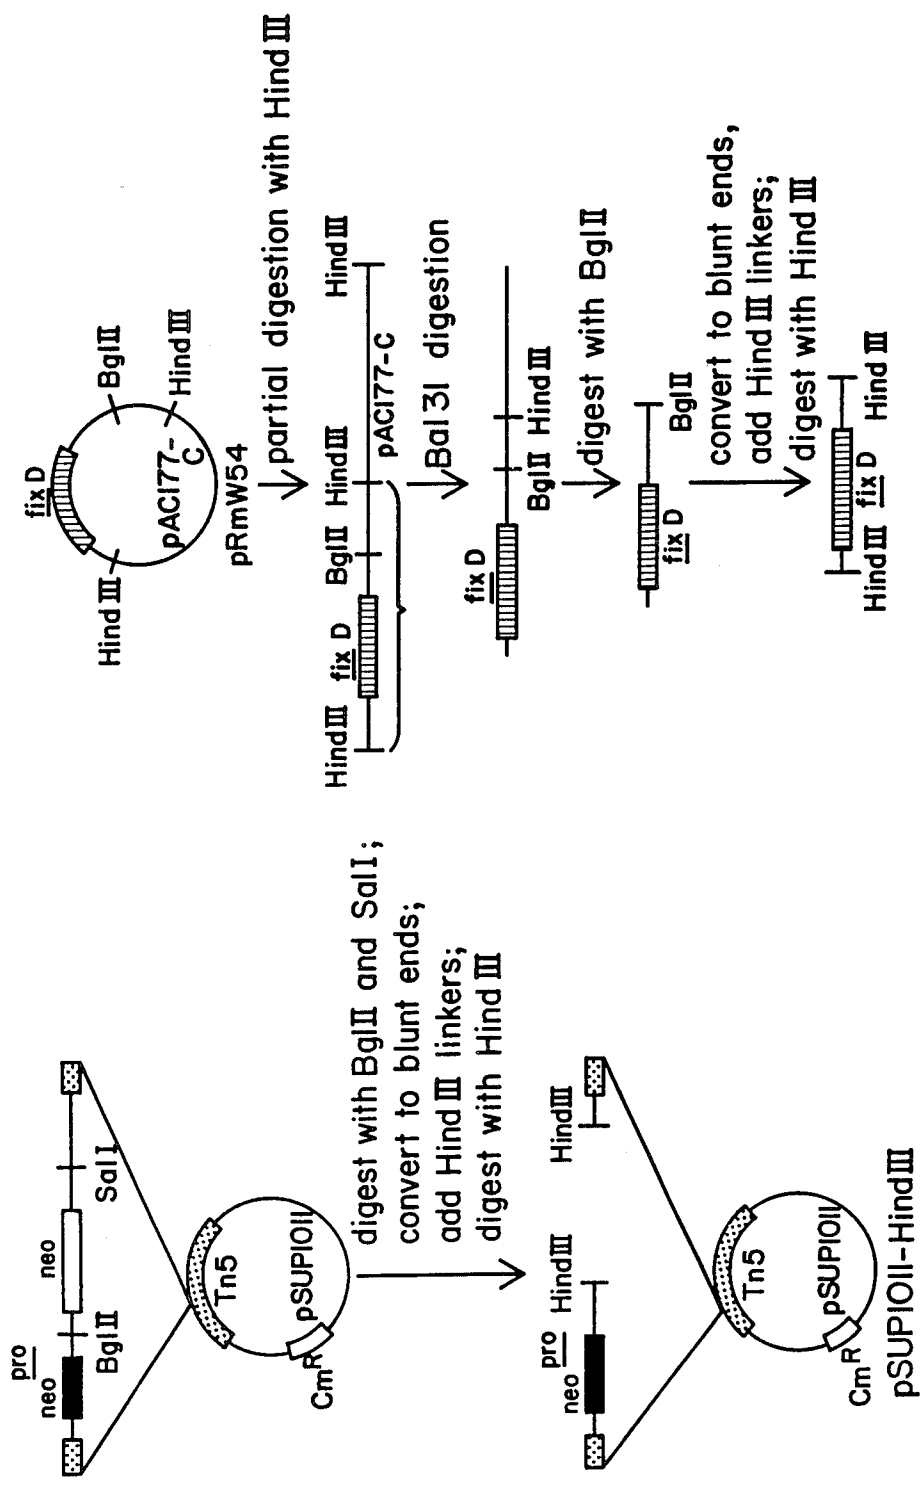 neo pro
neo
BglII
SalI
Tn5
pSUP1011
CmR
digest with BglII and SalI;
convert to blunt ends;
add HindIII linkers;
digest with HindIII
neo pro
HindIII
HindIII
Tn5
pSUP1011
CmR
pSUP1011-HindIII
fixD
HindIII
BglII
HindIII
pACI77-
C
pRmW54
partial digestion with HindIII
HindIII
fixD
BglII
HindIII
HindIII
pACI77-C
Bal 31 digestion
fixD
BglII
HindIII
digest with BglII
fixD
BglII
convert to blunt ends,
add HindIII linkers;
digest with HindIII
HindIII
fixD
HindIII